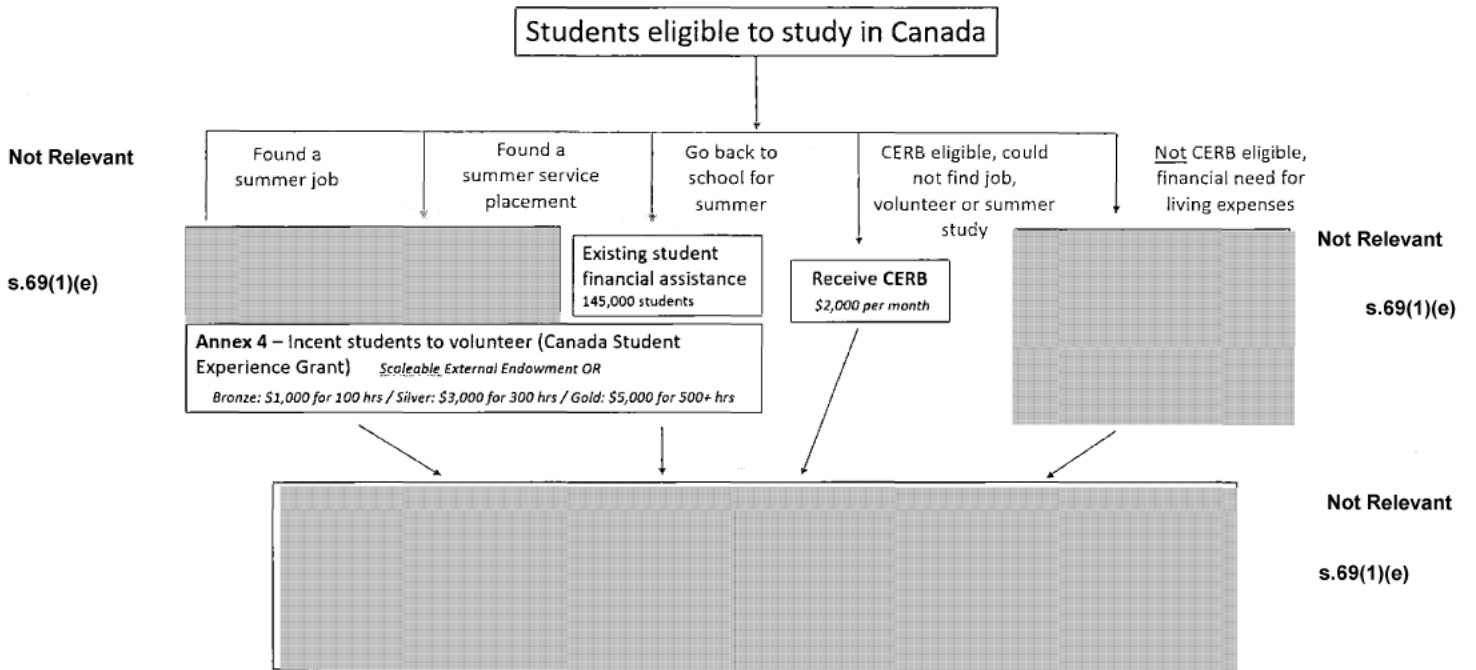 Students eligible to study in Canada
Not Relevant
s.69(1)(e)
Found a
summer job
Found a
summer service
placement
Go back to
school for
summer
CERB eligible, could
not find job,
volunteer or summer
study
Not CERB eligible,
financial need for
living expenses
Existing student
financial assistance
145,000 students
Receive CERB
$2,000 per month
Not Relevant
s.69(1)(e)
Annex 4 – Incent students to volunteer (Canada Student
Experience Grant) Scaleable External Endowment OR
Bronze: $1,000 for 100 hrs / Silver: $3,000 for 300 hrs / Gold: $5,000 for 500+ hrs
Not Relevant
s.69(1)(e)